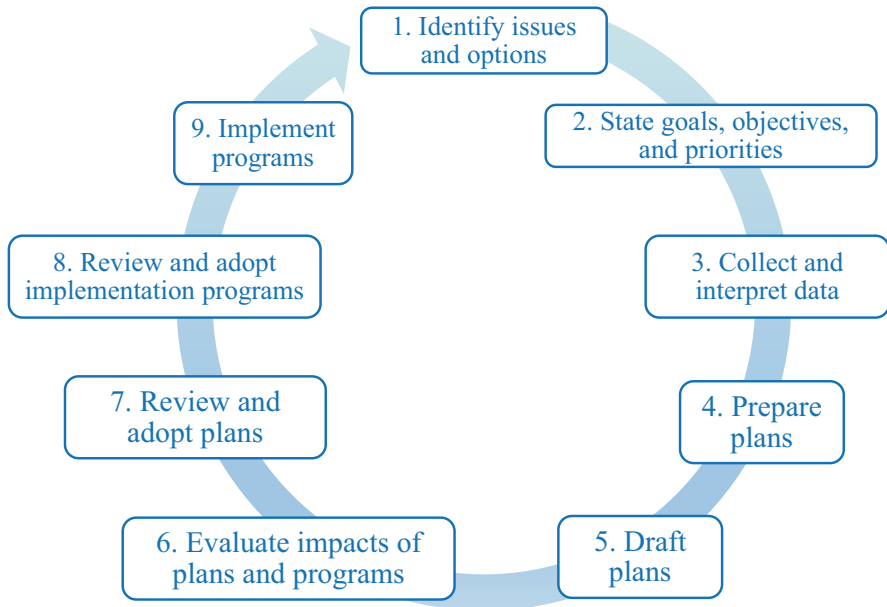 1. Identify issues
and options
2. State goals, objectives,
and priorities
3. Collect and
interpret data
4. Prepare
plans
5. Draft
plans
6. Evaluate impacts of
plans and programs
7. Review and
adopt plans
8. Review and adopt
implementation programs
9. Implement
programs